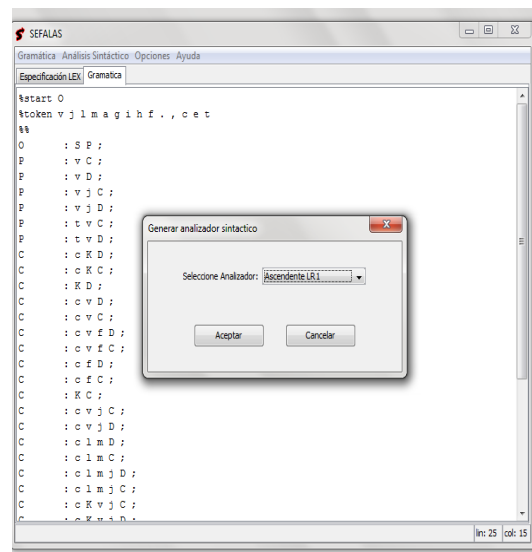 SEFALAS
Gramática Análisis Sintáctico Opciones Ayuda
Especificación LEX Gramatica
%start O
%token v j l m a g i h f . , c e t
%%
O : S P ;
P : v C ;
P : v D ;
P : v j C ;
P : v j D ;
P : t v C ;
P : t v D ;
C : c K D ;
C : c K C ;
C : K D ;
C : c v D ;
C : c v C ;
C : c v f D ;
C : c v f C ;
C : c f D ;
C : c f C ;
C : K C ;
C : c v j C ;
C : c v j D ;
C : c l m D ;
C : c l m C ;
C : c l m j D ;
C : c l m j C ;
C : c K v j C ;
C : c K v j D ;
Generar analizador sintactico
Seleccione Analizador: Ascendente LR1
Aceptar Cancelar
lin: 25 col: 15